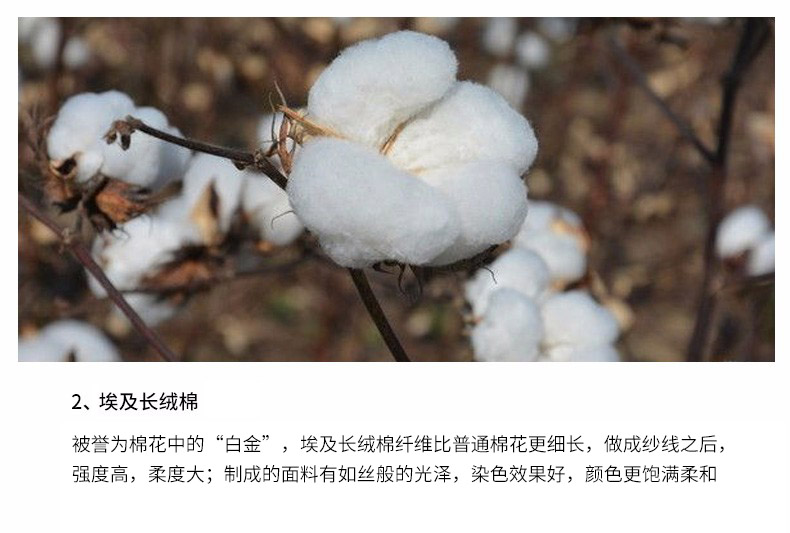 2、埃及长绒棉
被誉为棉花中的“白金”，埃及长绒棉纤维比普通棉花更细长，做成纱线之后，
强度高，柔度大；制成的面料有如丝般的光泽，染色效果好，颜色更饱满柔和